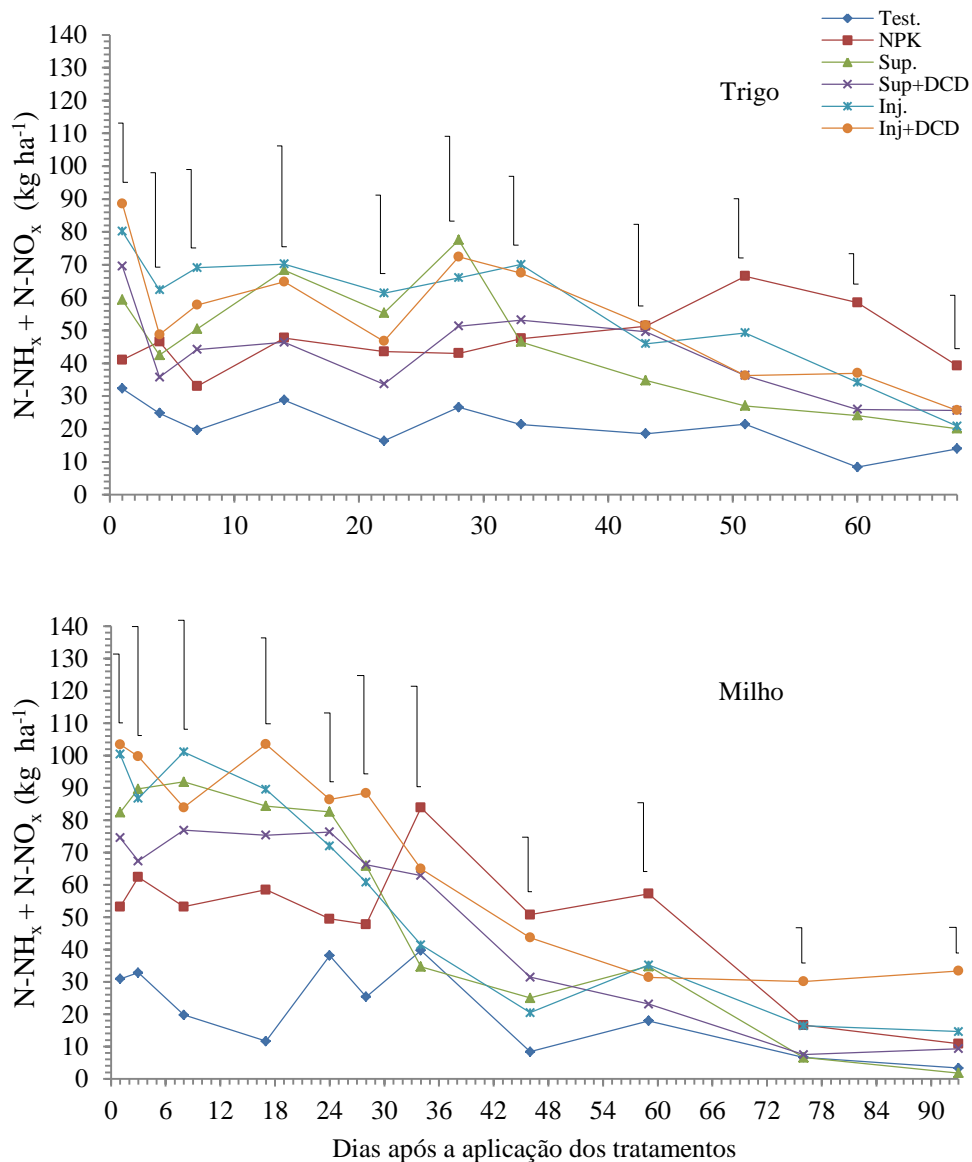 Test.
NPK
Sup.
Sup+DCD
Inj.
Inj+DCD
Trigo
N-NHₓ + N-NOₓ (kg ha⁻¹)
140
130
120
110
100
90
80
70
60
50
40
30
20
10
0
0 10 20 30 40 50 60
Milho
N-NHₓ + N-NOₓ (kg ha⁻¹)
140
130
120
110
100
90
80
70
60
50
40
30
20
10
0
0 6 12 18 24 30 36 42 48 54 60 66 72 78 84 90
Dias após a aplicação dos tratamentos